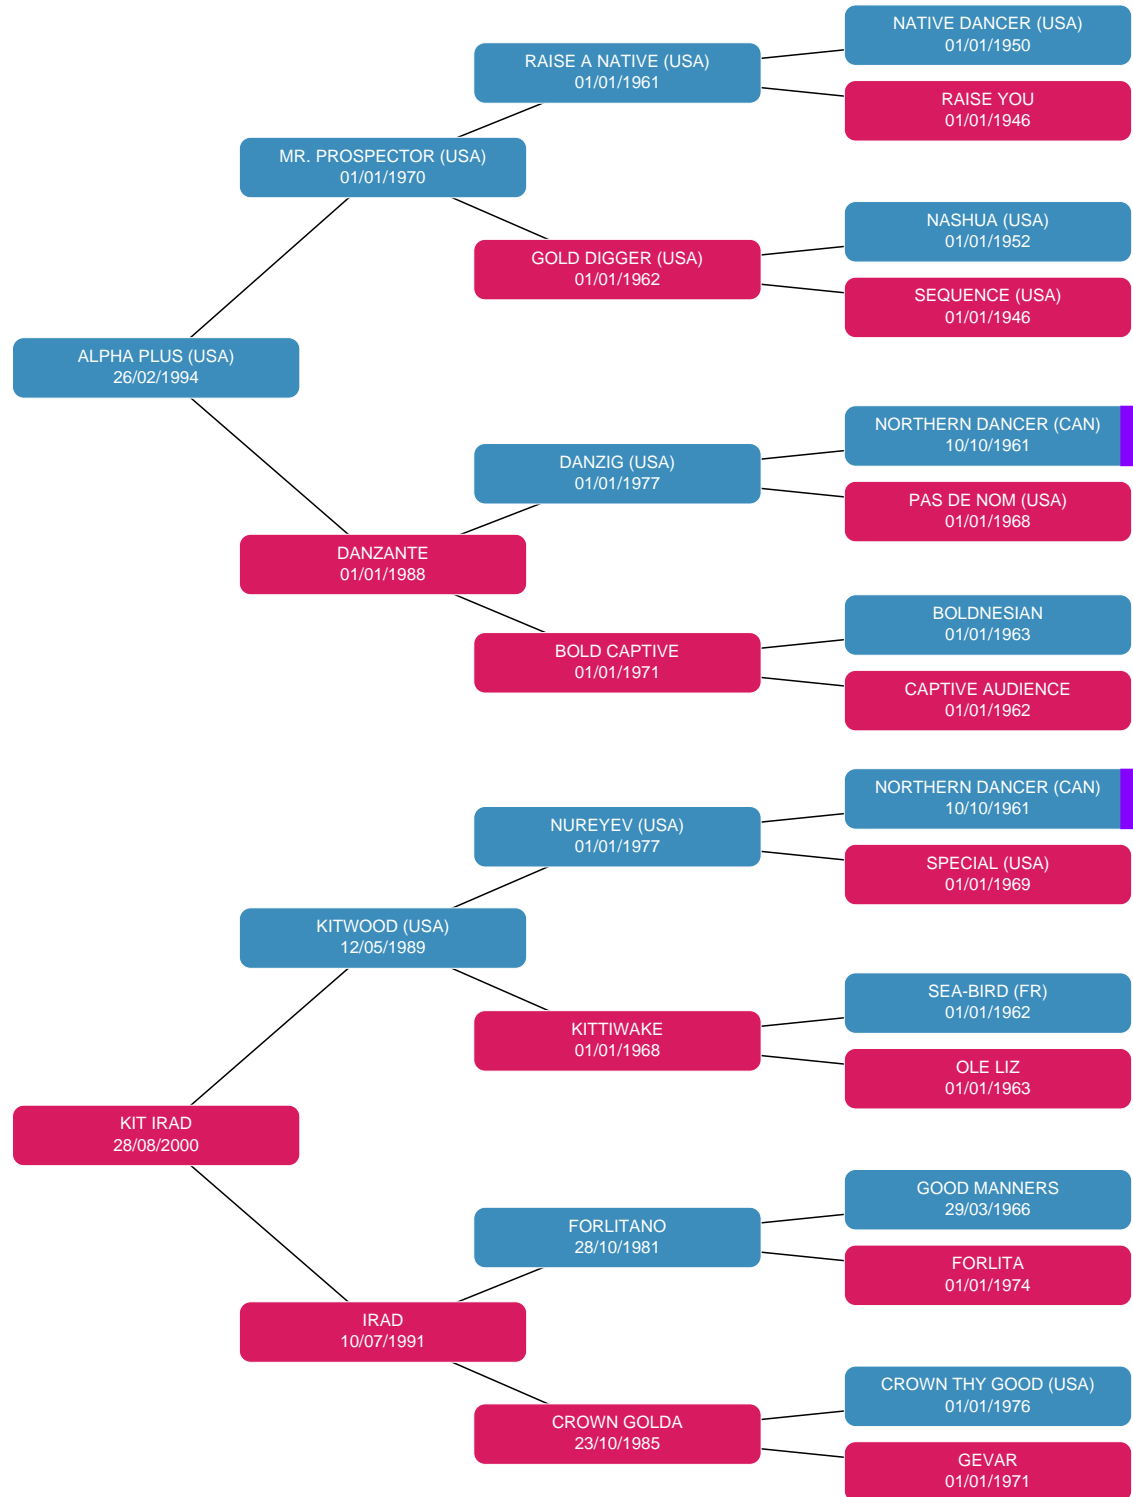 NATIVE DANCER (USA)
01/01/1950
RAISE A NATIVE (USA)
01/01/1961
RAISE YOU
01/01/1946
MR. PROSPECTOR (USA)
01/01/1970
NASHUA (USA)
01/01/1952
GOLD DIGGER (USA)
01/01/1962
SEQUENCE (USA)
01/01/1946
ALPHA PLUS (USA)
26/02/1994
NORTHERN DANCER (CAN)
10/10/1961
DANZIG (USA)
01/01/1977
PAS DE NOM (USA)
01/01/1968
DANZANTE
01/01/1988
BOLDNESIAN
01/01/1963
BOLD CAPTIVE
01/01/1971
CAPTIVE AUDIENCE
01/01/1962
NORTHERN DANCER (CAN)
10/10/1961
NUREYEV (USA)
01/01/1977
SPECIAL (USA)
01/01/1969
KITWOOD (USA)
12/05/1989
SEA-BIRD (FR)
01/01/1962
KITTIWAKE
01/01/1968
OLE LIZ
01/01/1963
KIT IRAD
28/08/2000
GOOD MANNERS
29/03/1966
FORLITANO
28/10/1981
FORLITA
01/01/1974
IRAD
10/07/1991
CROWN THY GOOD (USA)
01/01/1976
CROWN GOLDA
23/10/1985
GEVAR
01/01/1971